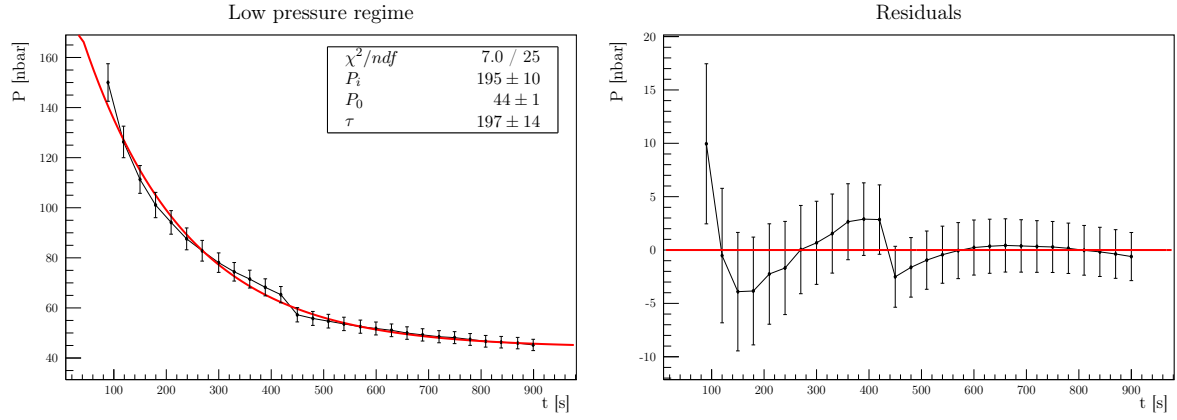 Low pressure regime
P [nbar]
160
140
120
100
80
60
40
χ²/ndf 7.0 / 25
P_i 195 ± 10
P_0 44 ± 1
τ 197 ± 14
100 200 300 400 500 600 700 800 900
t [s]
Residuals
P [nbar]
20
15
10
5
0
-5
-10
100 200 300 400 500 600 700 800 900
t [s]